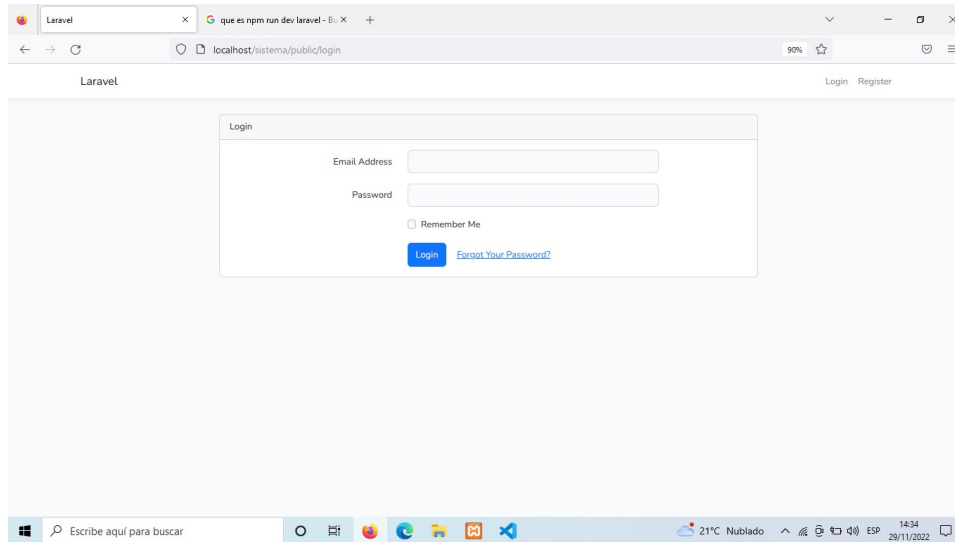 Laravel
que es npm run dev laravel - Bu
localhost/sistema/public/login
90%
Laravel
Login Register
Login
Email Address
Password
Remember Me
Login Forgot Your Password?
Escribe aquí para buscar
21°C Nublado
ESP
14:34
29/11/2022